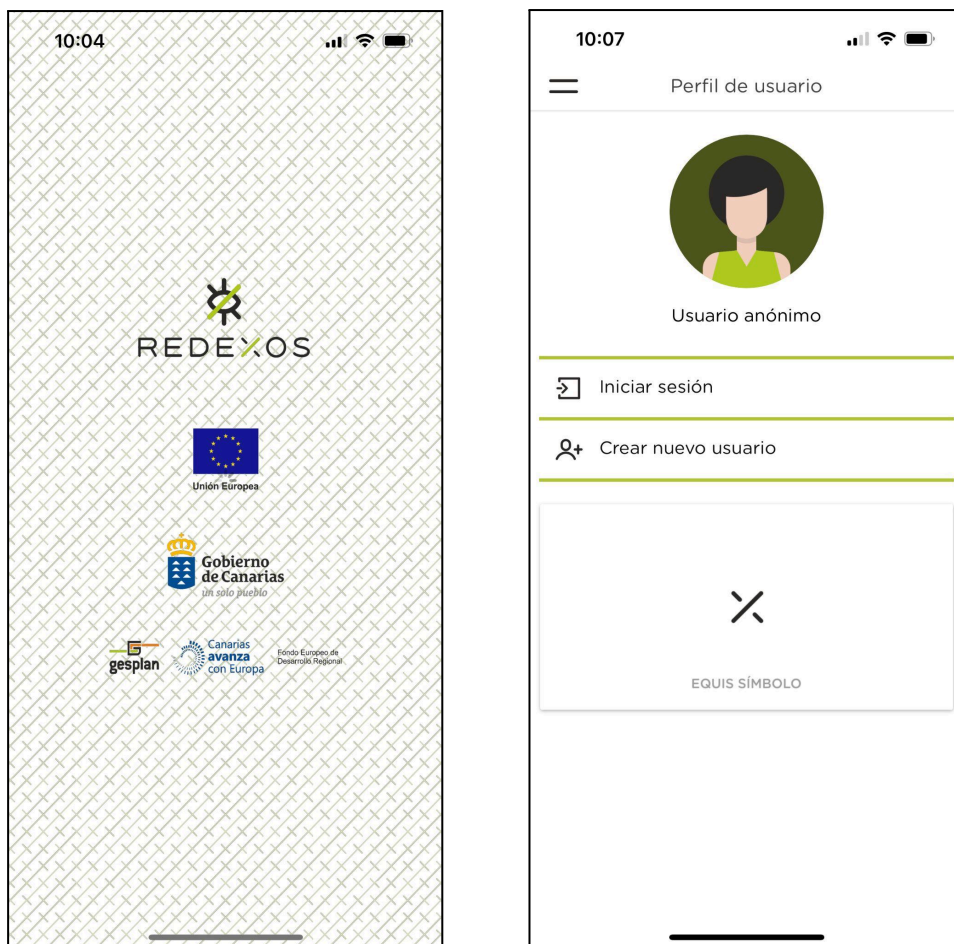 10:04
REDEXOS
Unión Europea
Gobierno
de Canarias
un solo pueblo
gesplan
Canarias
avanza
con Europa
Fondo Europeo de
Desarrollo Regional
10:07
Perfil de usuario
Usuario anónimo
Iniciar sesión
Crear nuevo usuario
EQUIS SÍMBOLO